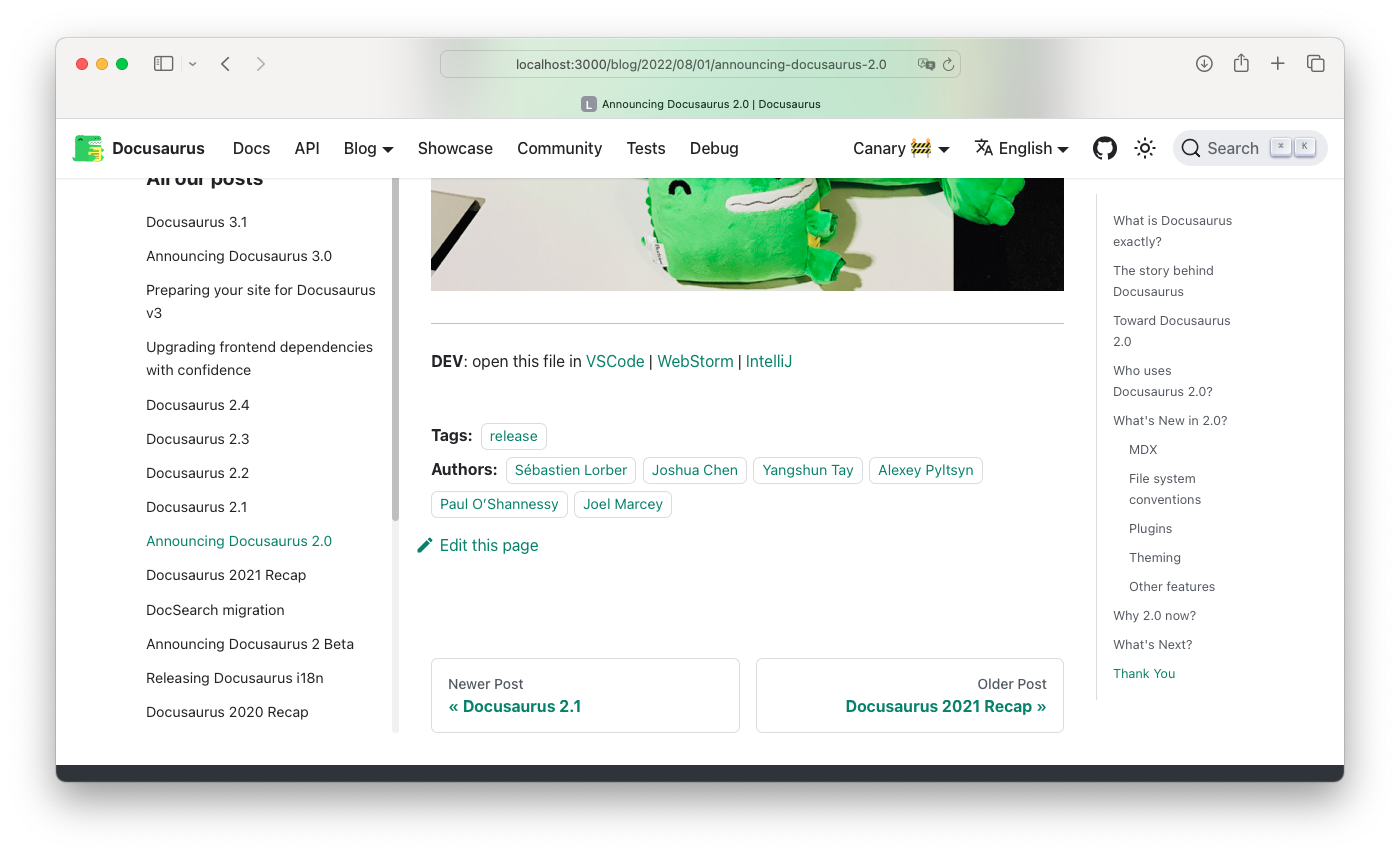 localhost:3000/blog/2022/08/01/announcing-docusaurus-2.0
L Announcing Docusaurus 2.0 | Docusaurus
Docusaurus Docs API Blog Showcase Community Tests Debug Canary 🚧 English Search ⌘ K
All our posts
Docusaurus 3.1
Announcing Docusaurus 3.0
Preparing your site for Docusaurus
v3
Upgrading frontend dependencies
with confidence
Docusaurus 2.4
Docusaurus 2.3
Docusaurus 2.2
Docusaurus 2.1
Announcing Docusaurus 2.0
Docusaurus 2021 Recap
DocSearch migration
Announcing Docusaurus 2 Beta
Releasing Docusaurus i18n
Docusaurus 2020 Recap
DEV: open this file in VSCode | WebStorm | IntelliJ
Tags: release
Authors: Sébastien Lorber Joshua Chen Yangshun Tay Alexey Pyltsyn
Paul O’Shannessy Joel Marcey
Edit this page
Newer Post
« Docusaurus 2.1
Older Post
Docusaurus 2021 Recap »
What is Docusaurus
exactly?
The story behind
Docusaurus
Toward Docusaurus
2.0
Who uses
Docusaurus 2.0?
What's New in 2.0?
MDX
File system
conventions
Plugins
Theming
Other features
Why 2.0 now?
What's Next?
Thank You